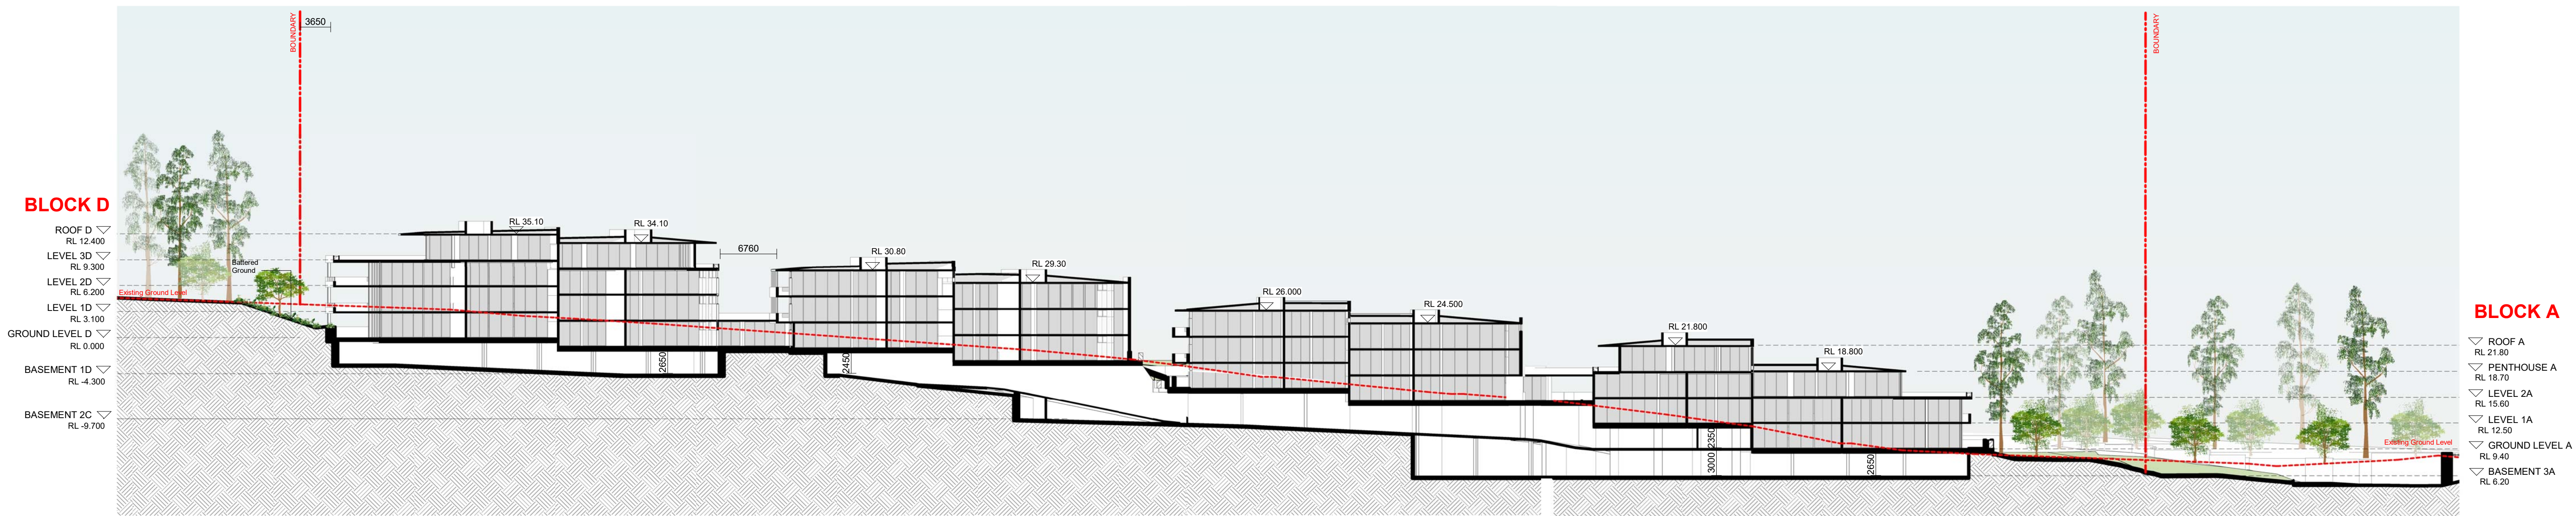 3650
BOUNDARY
BOUNDARY
BLOCK D
ROOF D
RL 12.400
LEVEL 3D
RL 9.300
LEVEL 2D
RL 6.200
LEVEL 1D
RL 3.100
GROUND LEVEL D
RL 0.000
BASEMENT 1D
RL -4.300
BASEMENT 2C
RL -9.700
Battered
Ground
Existing Ground Level
RL 35.10
RL 34.10
6760
RL 30.80
RL 29.30
RL 26.000
RL 24.500
RL 21.800
RL 18.800
2650
2450
2350
3000
2650
Existing Ground Level
BLOCK A
ROOF A
RL 21.80
PENTHOUSE A
RL 18.70
LEVEL 2A
RL 15.60
LEVEL 1A
RL 12.50
GROUND LEVEL A
RL 9.40
BASEMENT 3A
RL 6.20